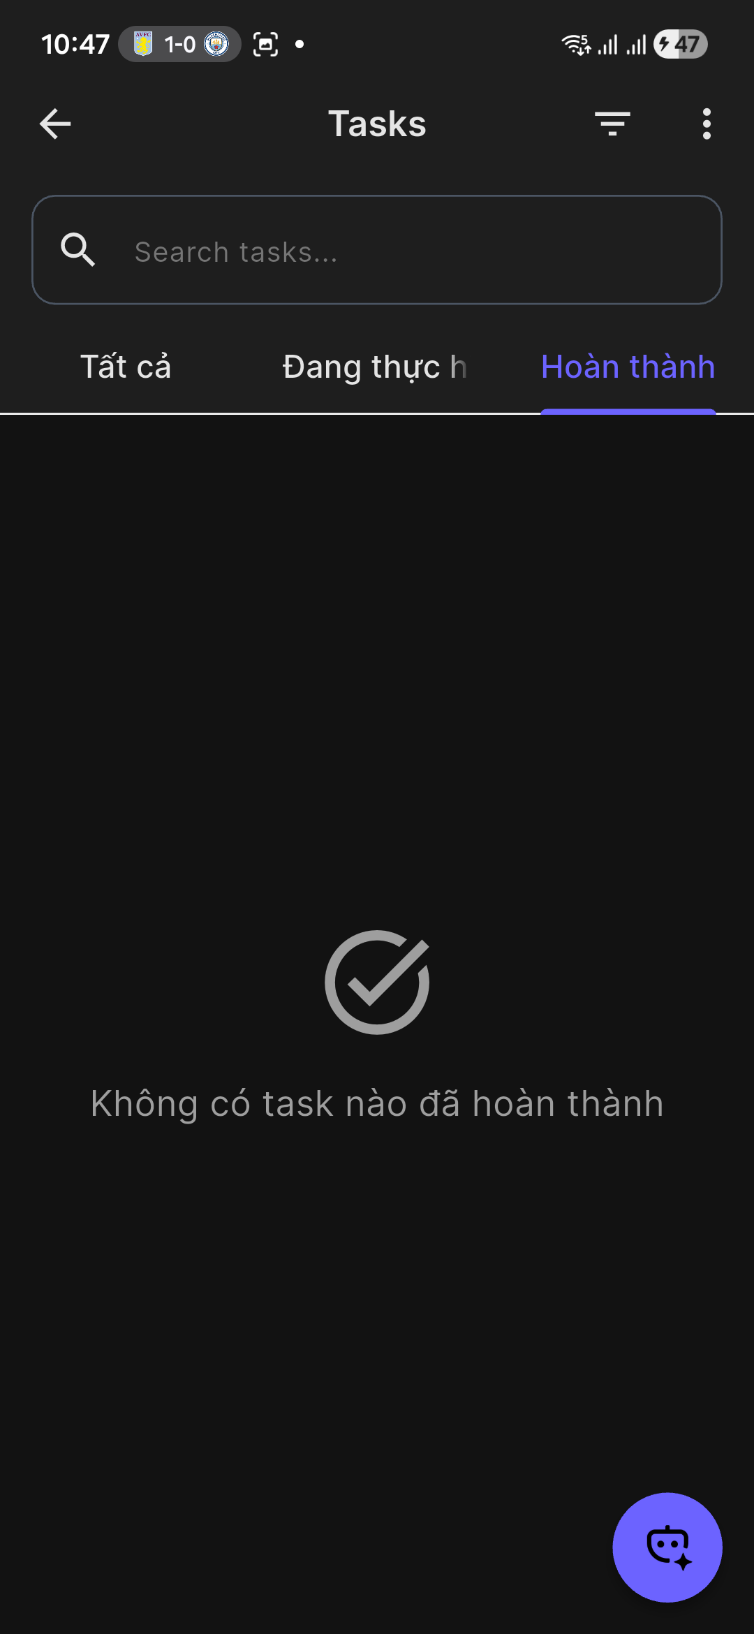 10:47 1-0 47
Tasks
Search tasks...
Tất cả Đang thực h Hoàn thành
Không có task nào đã hoàn thành